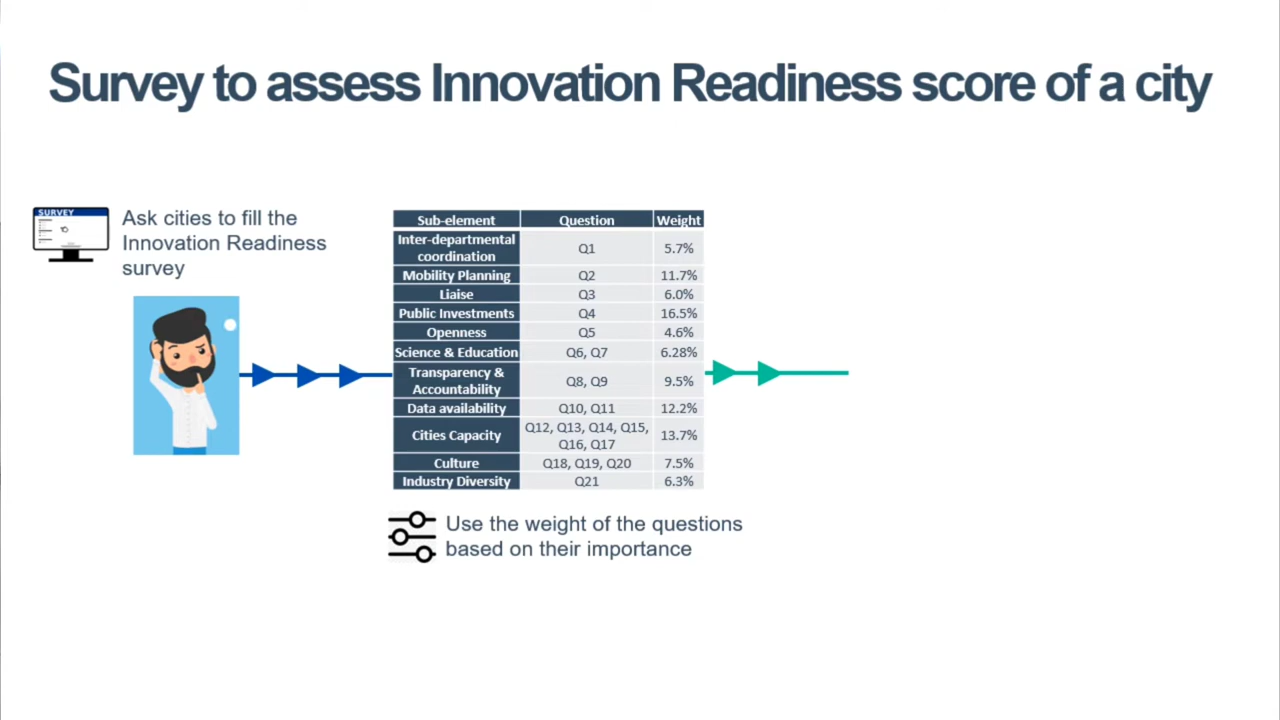 Survey to assess Innovation Readiness score of a city
SURVEY
Ask cities to fill the
Innovation Readiness
survey
Sub-element Question Weight
Inter-departmental
coordination Q1 5.7%
Mobility Planning Q2 11.7%
Liaise Q3 6.0%
Public Investments Q4 16.5%
Openness Q5 4.6%
Science & Education Q6, Q7 6.28%
Transparency &
Accountability Q8, Q9 9.5%
Data availability Q10, Q11 12.2%
Cities Capacity Q12, Q13, Q14, Q15,
Q16, Q17 13.7%
Culture Q18, Q19, Q20 7.5%
Industry Diversity Q21 6.3%
Use the weight of the questions
based on their importance